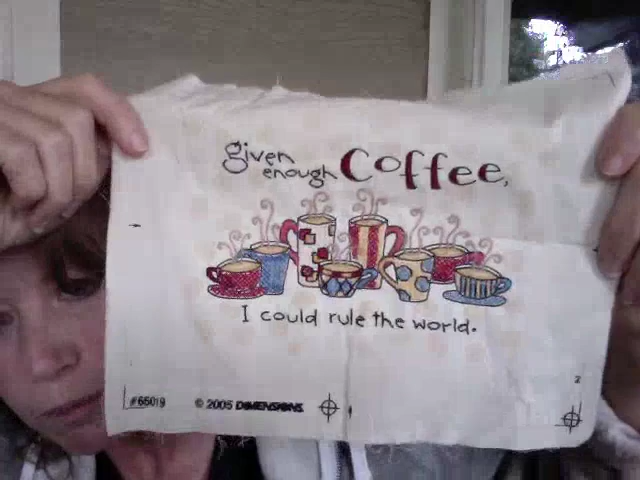 given
enough Coffee,
I could rule the world.
2
#65019 © 2005 DIMENSIONS